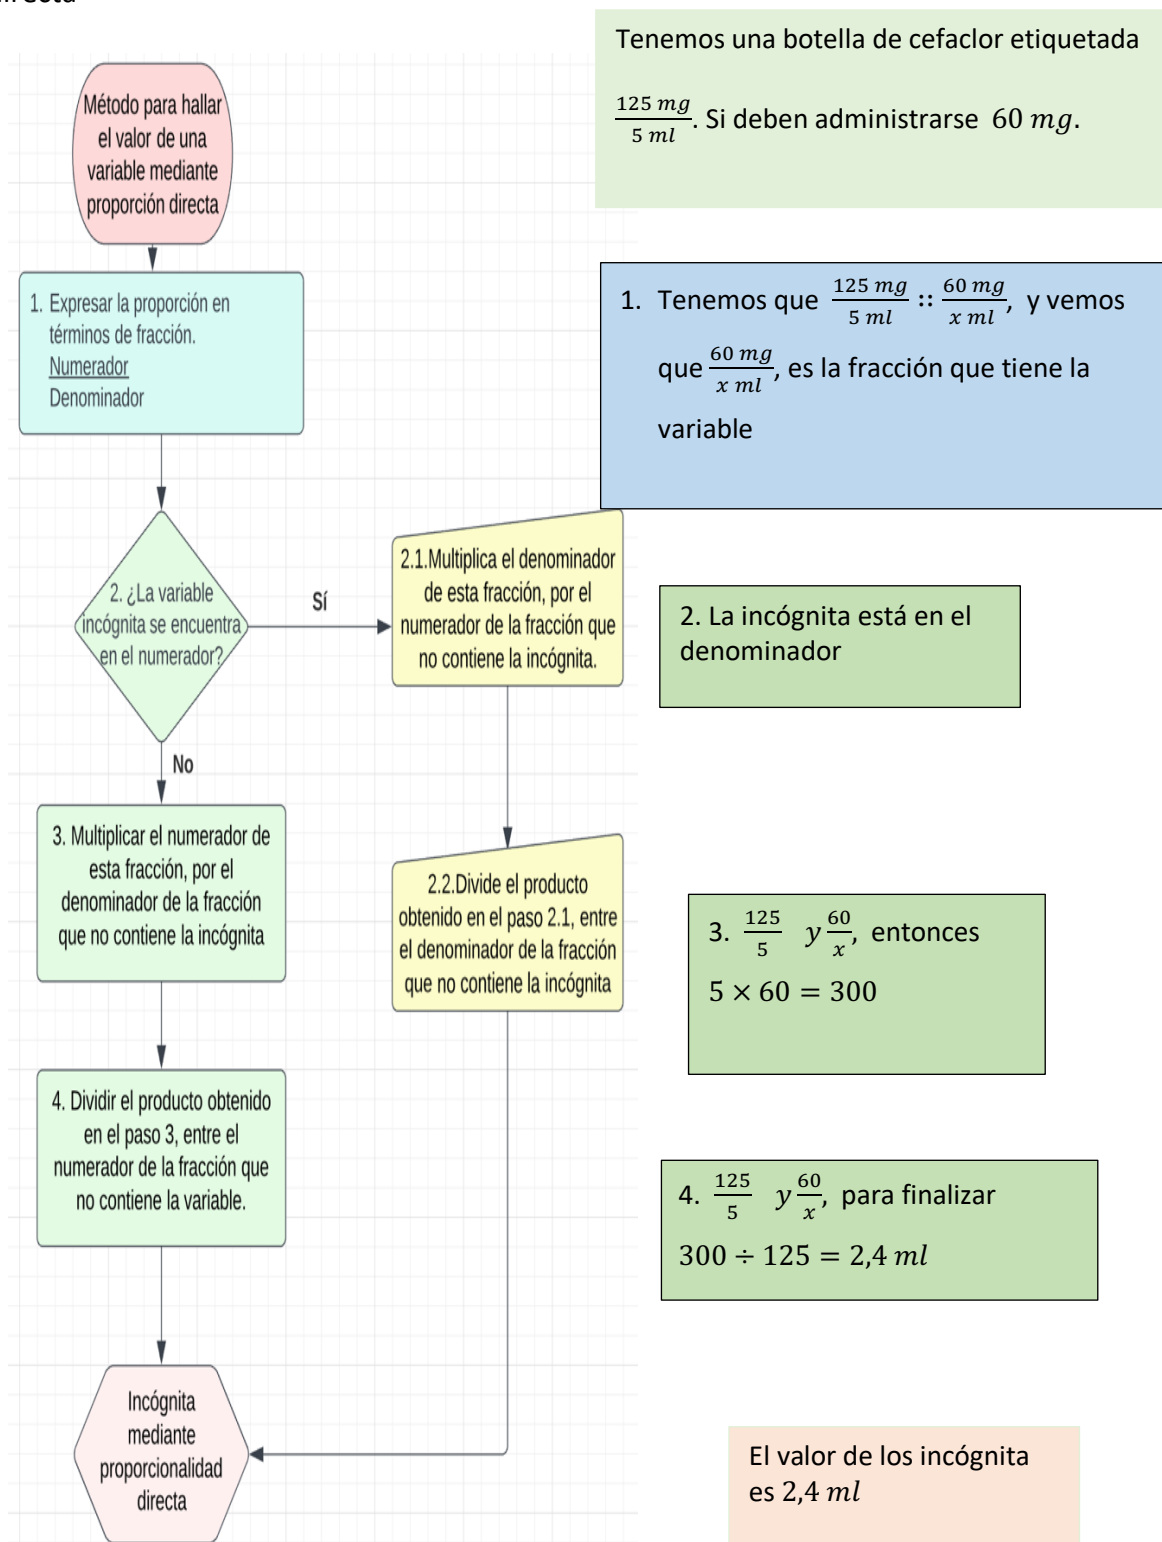 Método para hallar
el valor de una
variable mediante
proporción directa
1. Expresar la proporción en
términos de fracción.
Numerador
Denominador
2. ¿La variable
incógnita se encuentra
en el numerador?
Sí
No
2.1.Multiplica el denominador
de esta fracción, por el
numerador de la fracción que
no contiene la incógnita.
2.2.Divide el producto
obtenido en el paso 2.1, entre
el denominador de la fracción
que no contiene la incógnita
3. Multiplicar el numerador de
esta fracción, por el
denominador de la fracción
que no contiene la incógnita
4. Dividir el producto obtenido
en el paso 3, entre el
numerador de la fracción que
no contiene la variable.
Incógnita
mediante
proporcionalidad
directa
Tenemos una botella de cefaclor etiquetada
125 mg/5 ml. Si deben administrarse 60 mg.
1. Tenemos que 125 mg/5 ml :: 60 mg/x ml, y vemos
que 60 mg/x ml, es la fracción que tiene la
variable
2. La incógnita está en el
denominador
3. 125/5 y 60/x, entonces
5 × 60 = 300
4. 125/5 y 60/x, para finalizar
300 ÷ 125 = 2,4 ml
El valor de los incógnita
es 2,4 ml